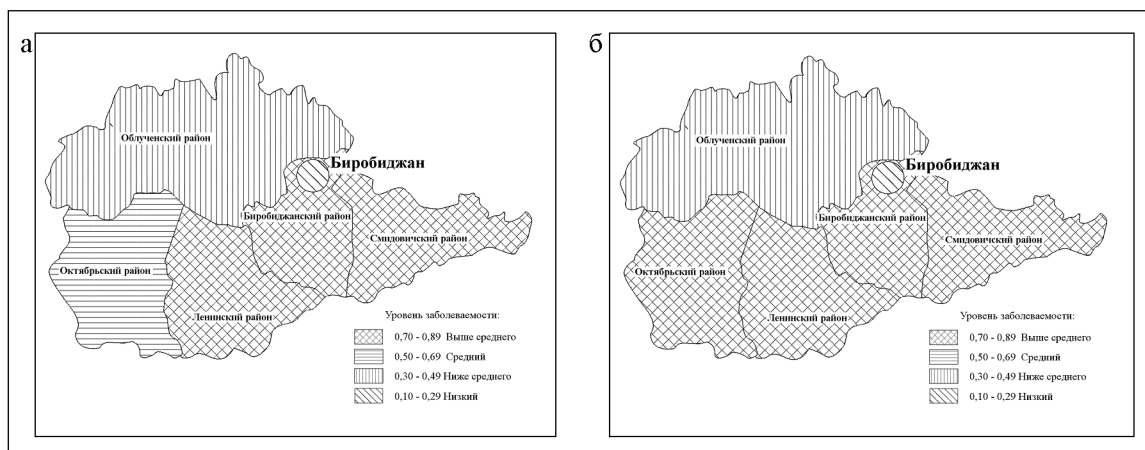 а
Облученский район
Биробиджан
Биробиджанский район
Смидовичский район
Октябрьский район
Ленинский район
Уровень заболеваемости:
0,70 - 0,89 Выше среднего
0,50 - 0,69 Средний
0,30 - 0,49 Ниже среднего
0,10 - 0,29 Низкий
б
Облученский район
Биробиджан
Биробиджанский район
Смидовичский район
Октябрьский район
Ленинский район
Уровень заболеваемости:
0,70 - 0,89 Выше среднего
0,50 - 0,69 Средний
0,30 - 0,49 Ниже среднего
0,10 - 0,29 Низкий